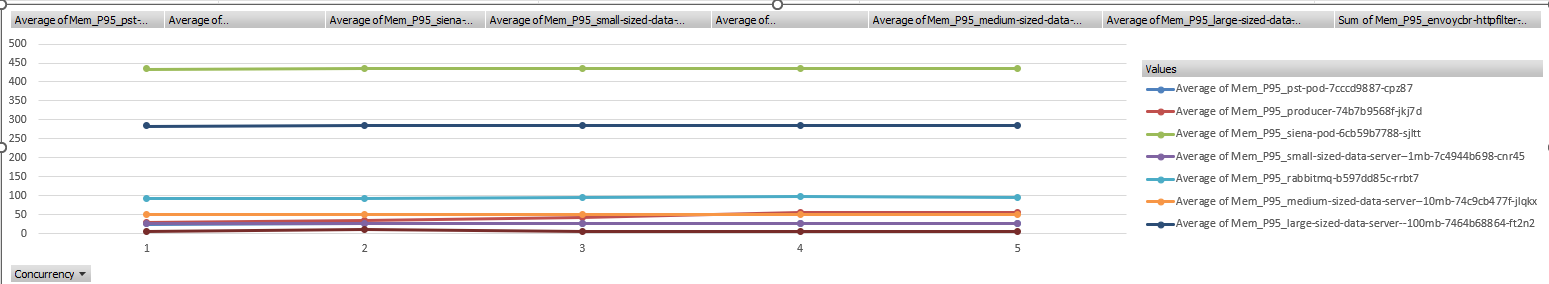 Average of Mem_P95_pst-... Average of... Average of Mem_P95_siena-... Average of Mem_P95_small-sized-data-... Average of... Average of Mem_P95_medium-sized-data-... Average of Mem_P95_large-sized-data-... Sum of Mem_P95_envoycbr-httpfilter-...
500
450
400
350
300
250
200
150
100
50
0
1 2 3 4 5
Values
Average of Mem_P95_pst-pod-7cccd9887-cpz87
Average of Mem_P95_producer-74b7b9568f-jkj7d
Average of Mem_P95_siena-pod-6cb59b7788-sjltt
Average of Mem_P95_small-sized-data-server--1mb-7c4944b698-cnr45
Average of Mem_P95_rabbitmq-b597dd85c-rrbt7
Average of Mem_P95_medium-sized-data-server--10mb-74c9cb477f-jlqkx
Average of Mem_P95_large-sized-data-server--100mb-7464b68864-ft2n2
Concurrency